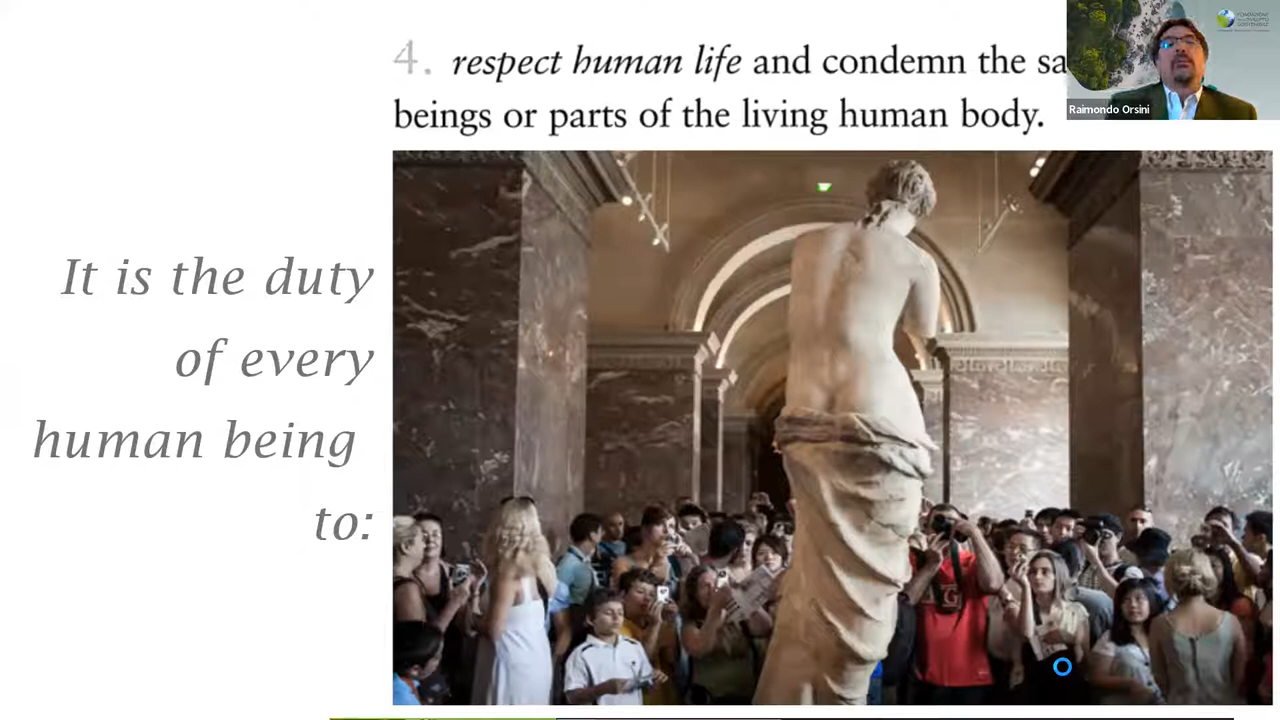 4. respect human life and condemn the sa
beings or parts of the living human body.
It is the duty
of every
human being
to:
Raimondo Orsini